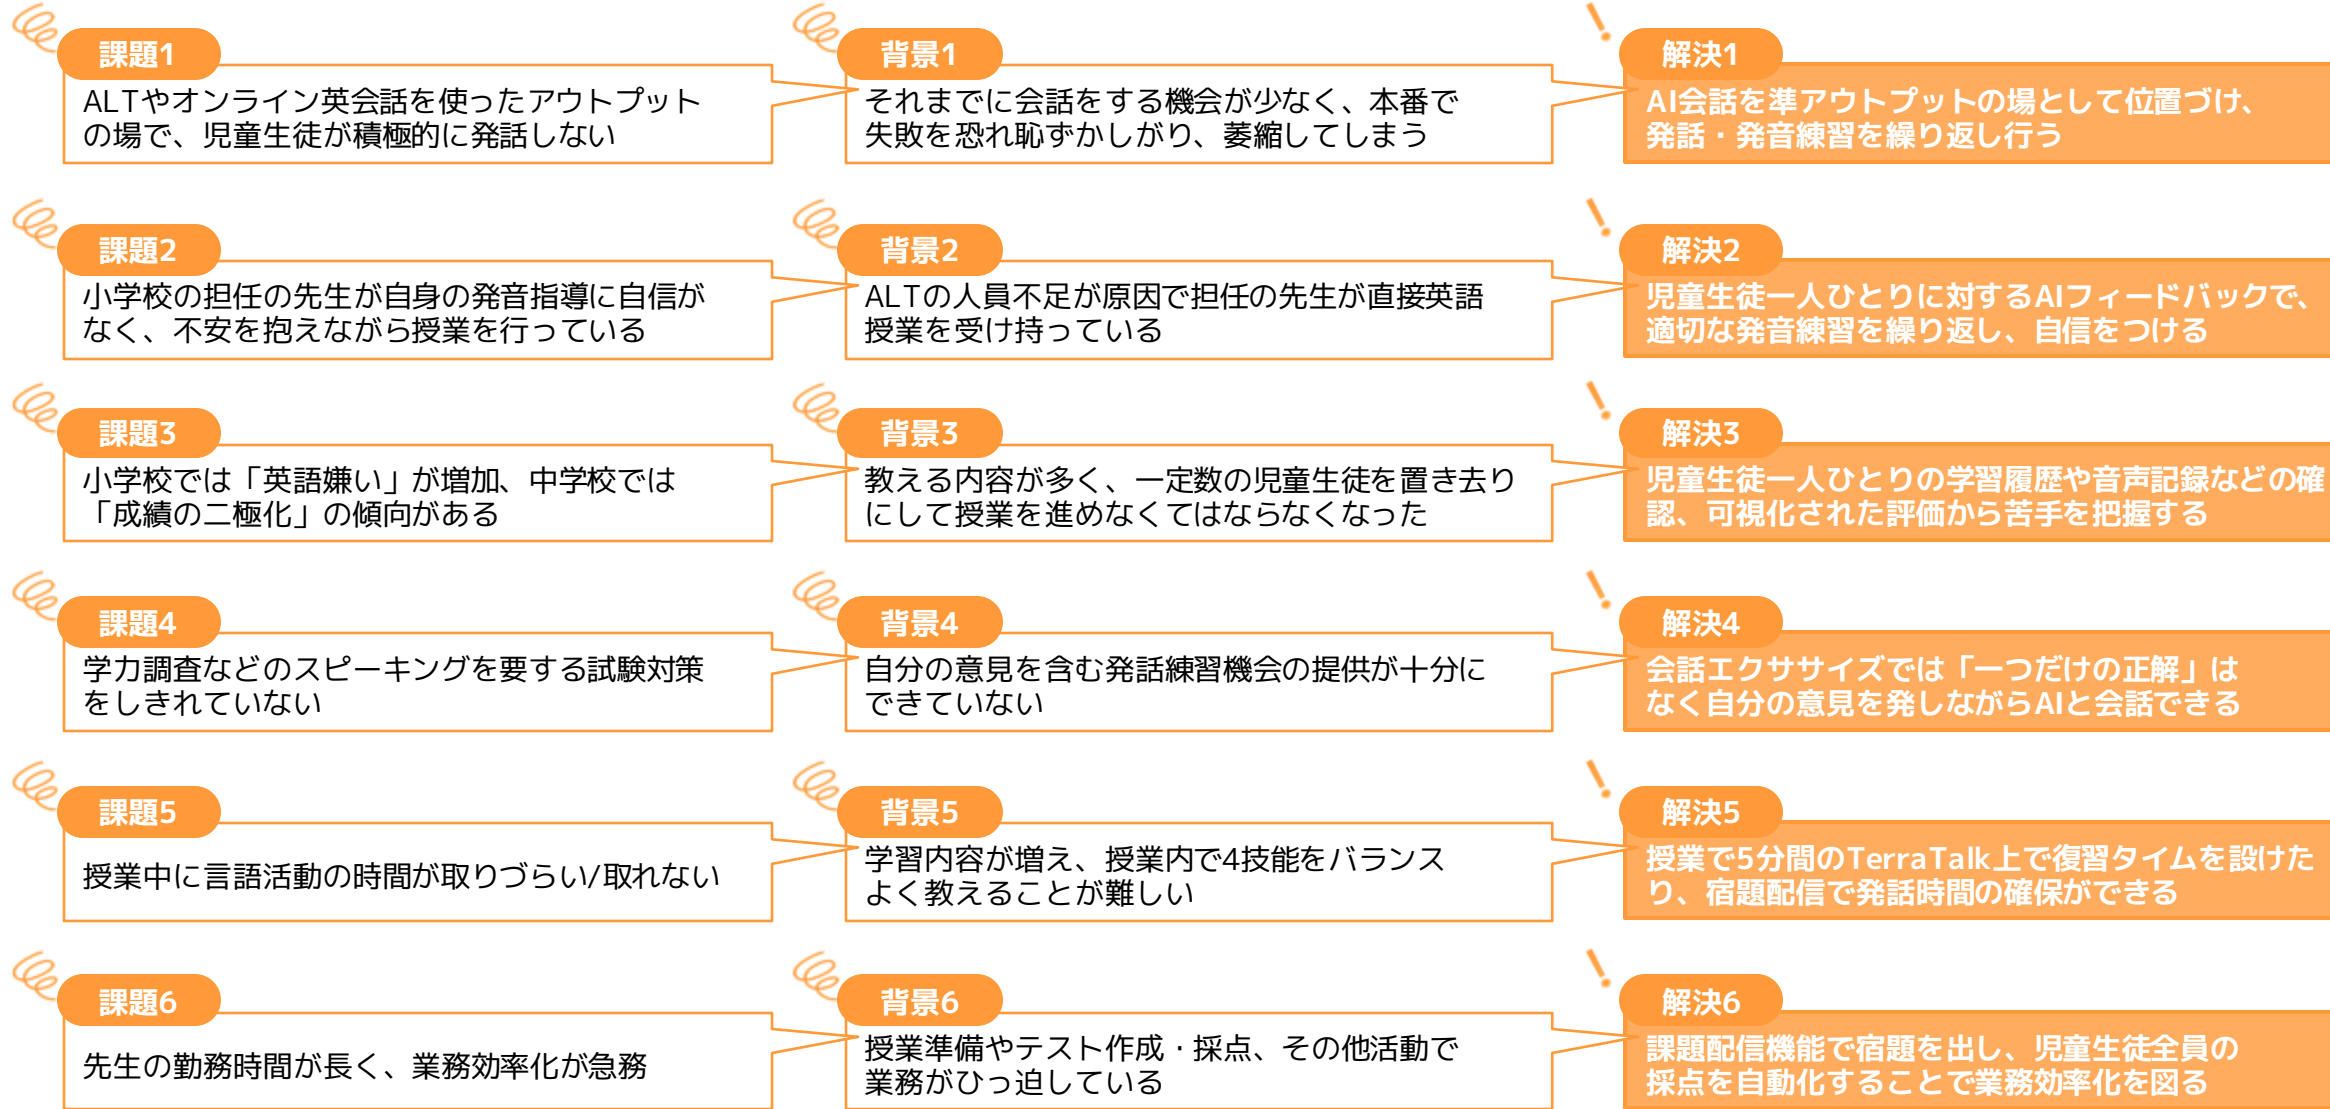 課題1
ALTやオンライン英会話を使ったアウトプット
の場で、児童生徒が積極的に発話しない
背景1
それまでに会話をする機会が少なく、本番で
失敗を恐れ恥ずかしがり、萎縮してしまう
解決1
AI会話を準アウトプットの場として位置づけ、
発話・発音練習を繰り返し行う
課題2
小学校の担任の先生が自身の発音指導に自信が
なく、不安を抱えながら授業を行っている
背景2
ALTの人員不足が原因で担任の先生が直接英語
授業を受け持っている
解決2
児童生徒一人ひとりに対するAIフィードバックで、
適切な発音練習を繰り返し、自信をつける
課題3
小学校では「英語嫌い」が増加、中学校では
「成績の二極化」の傾向がある
背景3
教える内容が多く、一定数の児童生徒を置き去り
にして授業を進めなくてはならなくなった
解決3
児童生徒一人ひとりの学習履歴や音声記録などの確
認、可視化された評価から苦手を把握する
課題4
学力調査などのスピーキングを要する試験対策
をしきれていない
背景4
自分の意見を含む発話練習機会の提供が十分に
できていない
解決4
会話エクササイズでは「一つだけの正解」は
なく自分の意見を発しながらAIと会話できる
課題5
授業中に言語活動の時間が取りづらい/取れない
背景5
学習内容が増え、授業内で4技能をバランス
よく教えることが難しい
解決5
授業で5分間のTerraTalk上で復習タイムを設けた
り、宿題配信で発話時間の確保ができる
課題6
先生の勤務時間が長く、業務効率化が急務
背景6
授業準備やテスト作成・採点、その他活動で
業務がひっ迫している
解決6
課題配信機能で宿題を出し、児童生徒全員の
採点を自動化することで業務効率化を図る